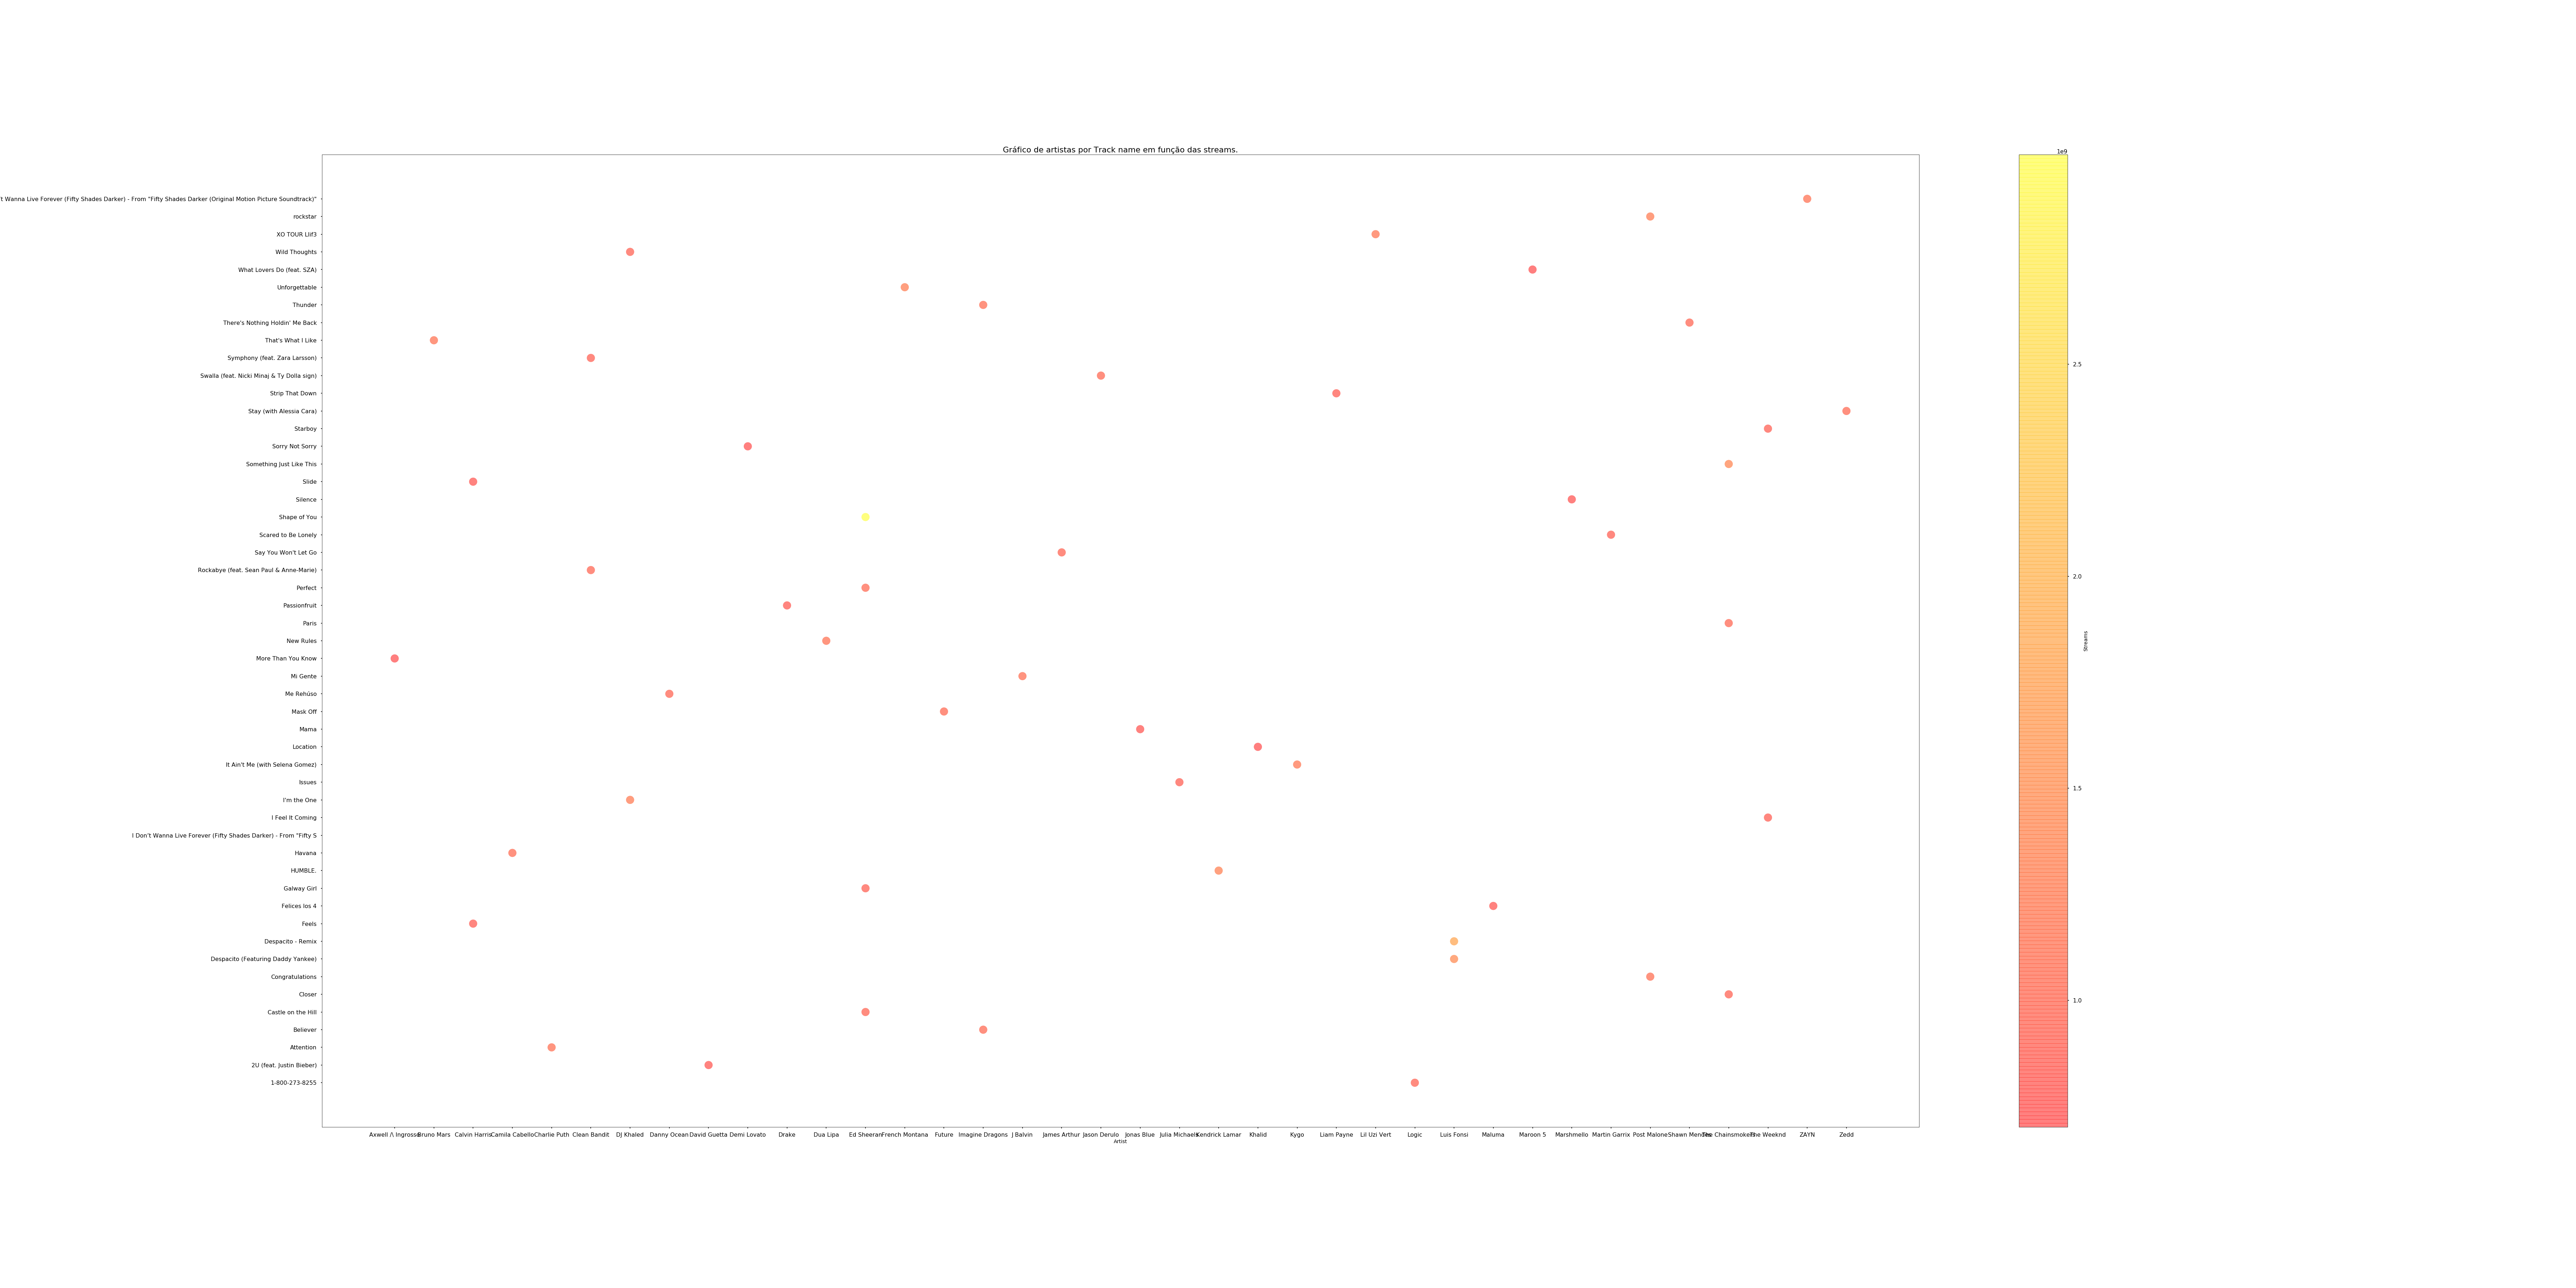 Gráfico de artistas por Track name em função das streams.
1e9
't Wanna Live Forever (Fifty Shades Darker) - From "Fifty Shades Darker (Original Motion Picture Soundtrack)"
rockstar
XO TOUR Llif3
Wild Thoughts
What Lovers Do (feat. SZA)
Unforgettable
Thunder
There's Nothing Holdin' Me Back
That's What I Like
Symphony (feat. Zara Larsson)
Swalla (feat. Nicki Minaj & Ty Dolla sign)
Strip That Down
Stay (with Alessia Cara)
Starboy
Sorry Not Sorry
Something Just Like This
Slide
Silence
Shape of You
Scared to Be Lonely
Say You Won't Let Go
Rockabye (feat. Sean Paul & Anne-Marie)
Perfect
Passionfruit
Paris
New Rules
More Than You Know
Mi Gente
Me Rehúso
Mask Off
Mama
Location
It Ain't Me (with Selena Gomez)
Issues
I'm the One
I Feel It Coming
I Don't Wanna Live Forever (Fifty Shades Darker) - From "Fifty S
Havana
HUMBLE.
Galway Girl
Felices los 4
Feels
Despacito - Remix
Despacito (Featuring Daddy Yankee)
Congratulations
Closer
Castle on the Hill
Believer
Attention
2U (feat. Justin Bieber)
1-800-273-8255
Axwell /\ Ingrosso Bruno Mars Calvin Harris Camila Cabello Charlie Puth Clean Bandit DJ Khaled Danny Ocean David Guetta Demi Lovato Drake Dua Lipa Ed Sheeran French Montana Future Imagine Dragons J Balvin James Arthur Jason Derulo Jonas Blue Julia Michaels Kendrick Lamar Khalid Kygo Liam Payne Lil Uzi Vert Logic Luis Fonsi Maluma Maroon 5 Marshmello Martin Garrix Post Malone Shawn Mendes The Chainsmokers The Weeknd ZAYN Zedd
Artist
2.5
2.0
1.5
1.0
Streams